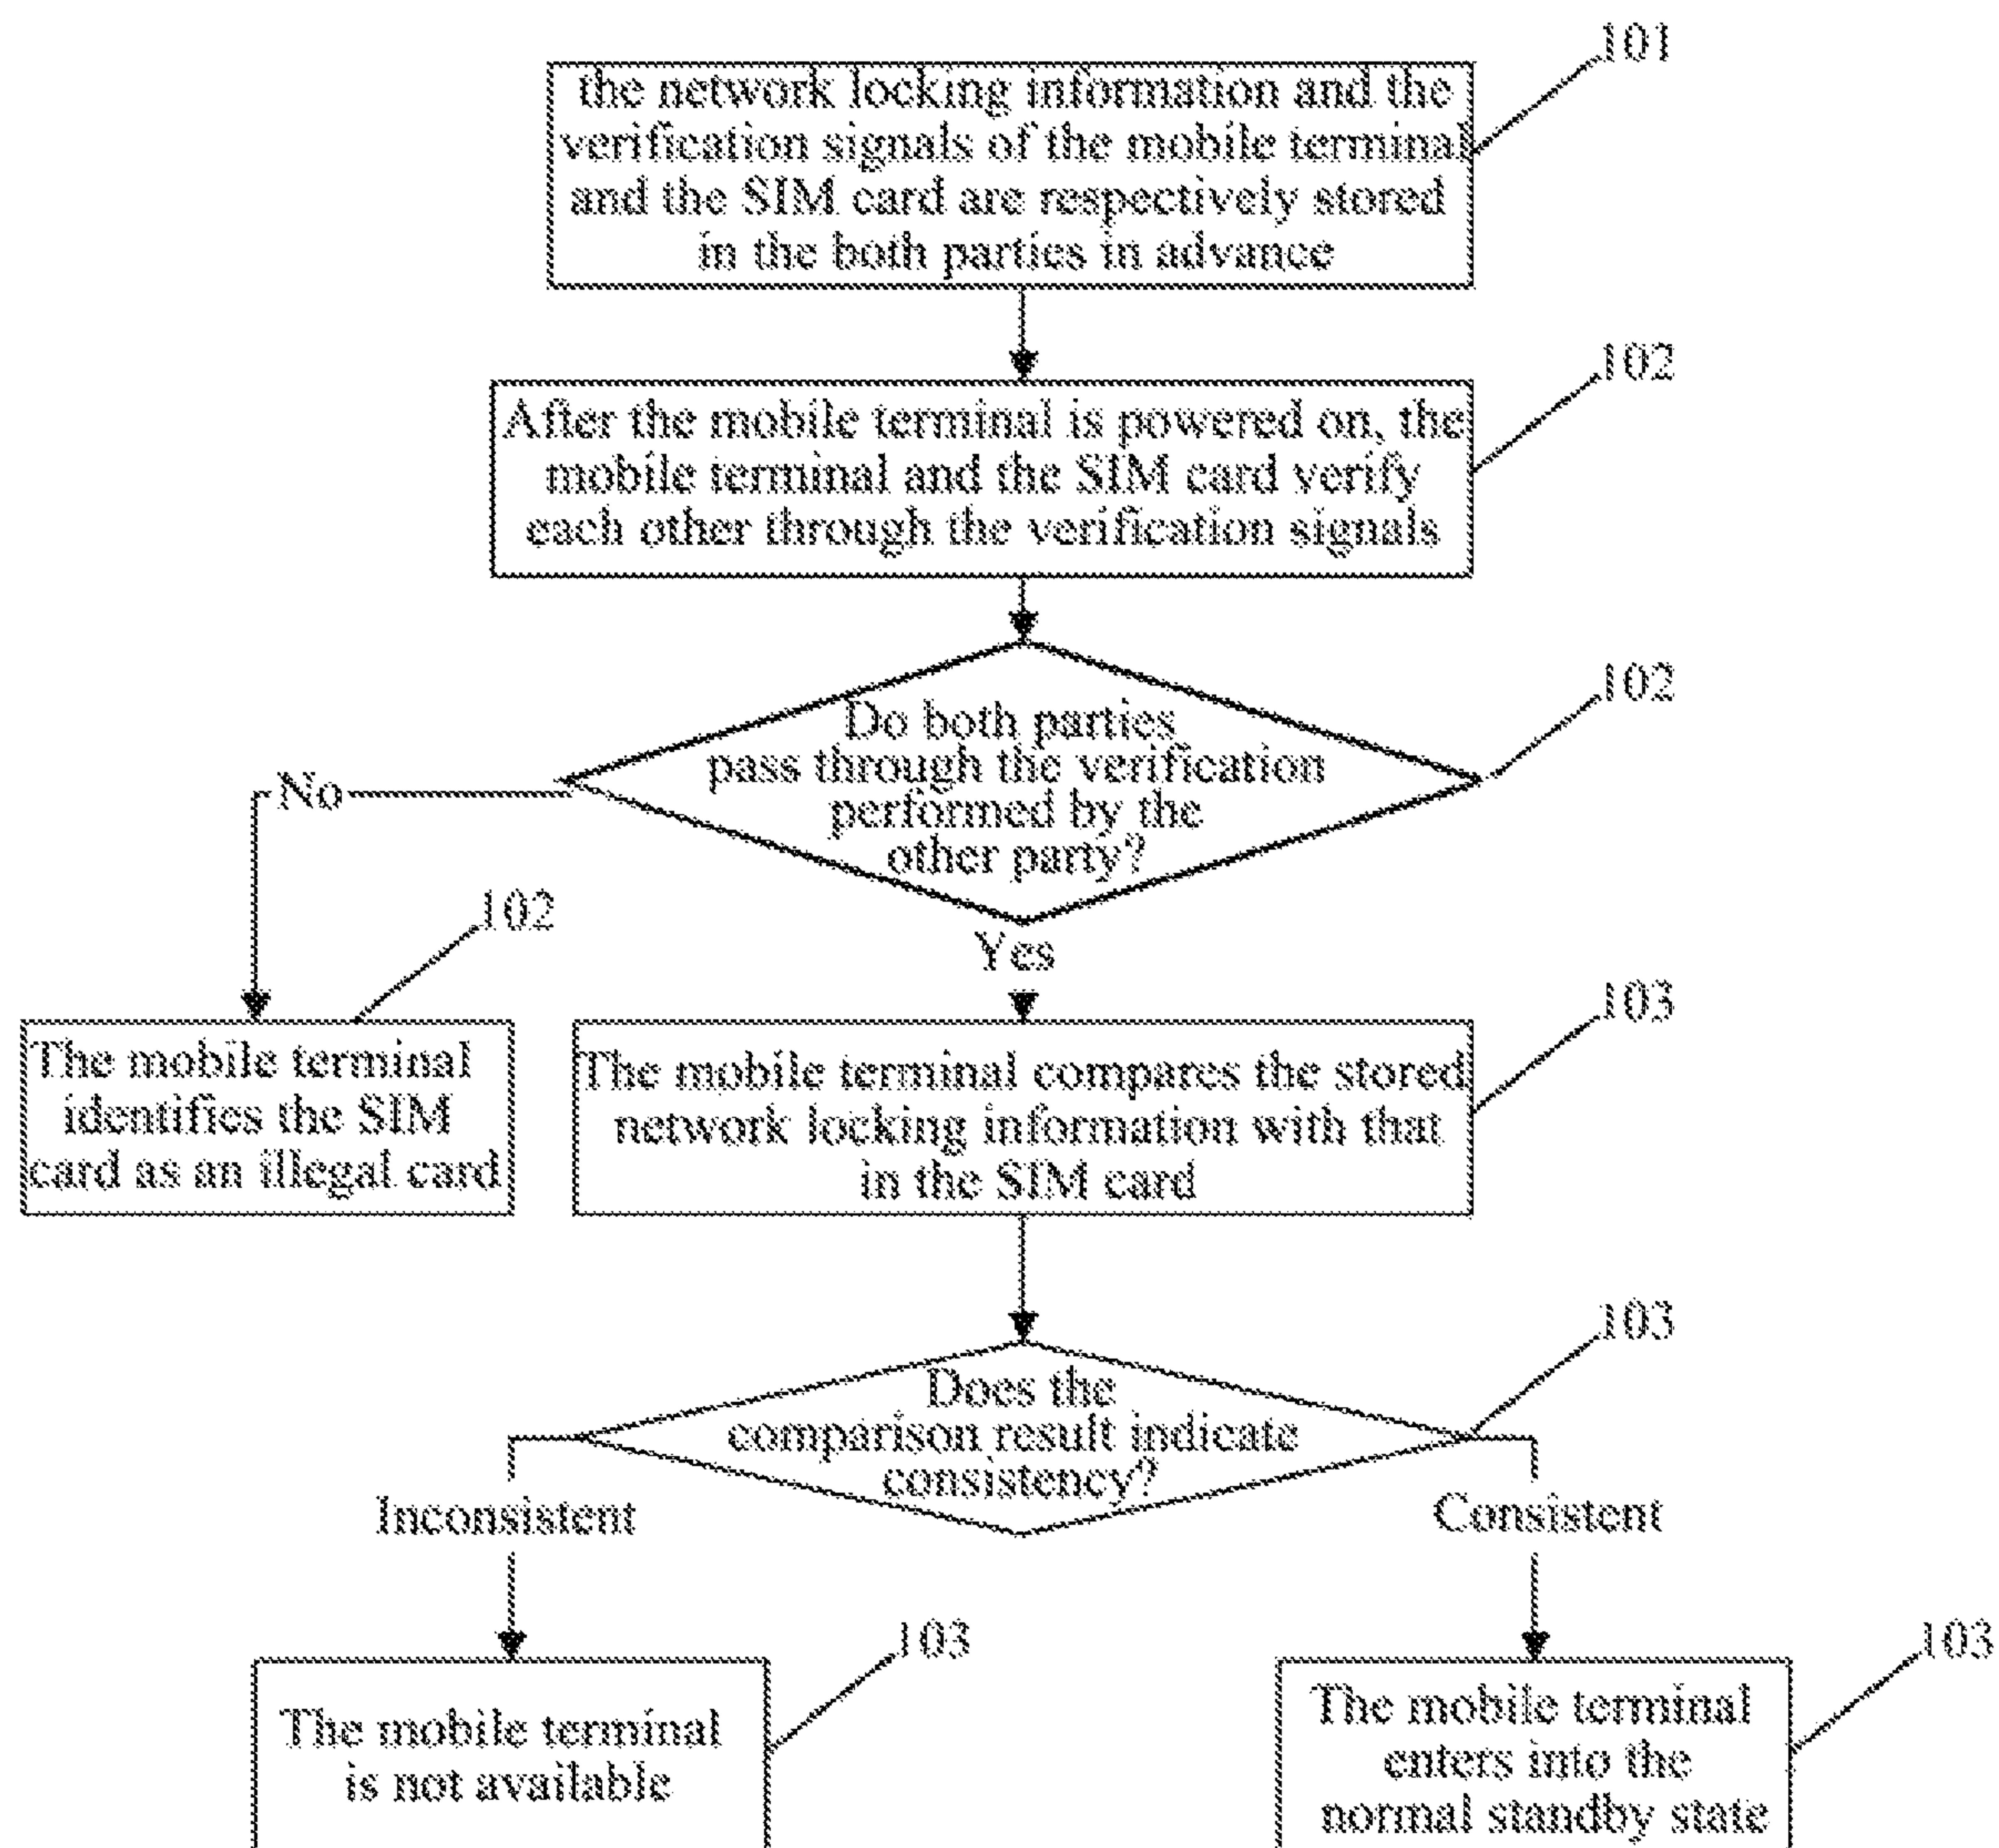 101
the network locking information and the
verification signals of the mobile terminal
and the SIM card are respectively stored
in the both parties in advance
102
After the mobile terminal is powered on, the
mobile terminal and the SIM card verify
each other through the verification signals
102
Do both parties
pass through the verification
performed by the
other party?
No
102
Yes
103
The mobile terminal
identifies the SIM
card as an illegal card
The mobile terminal compares the stored
network locking information with that
in the SIM card
103
Does the
comparison result indicate
consistency?
Inconsistent
Consistent
103
103
The mobile terminal
is not available
The mobile terminal
enters into the
normal standby state